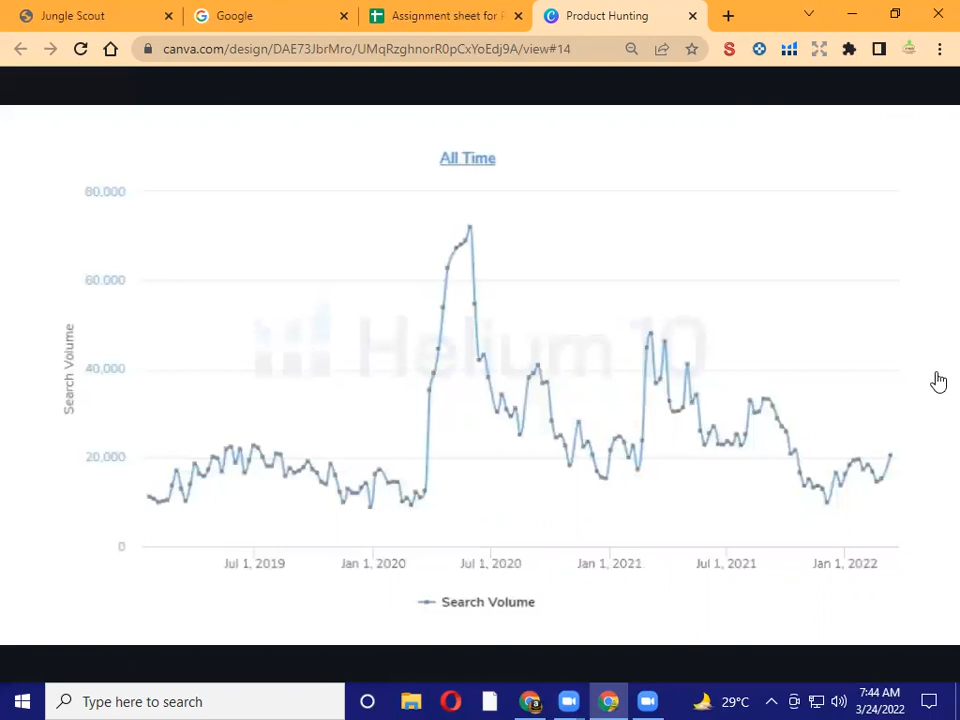 Jungle Scout
Google
Assignment sheet for
Product Hunting
canva.com/design/DAE73JbrMro/UMqRzghnorR0pCxYoEdj9A/view#14
All Time
80,000
60,000
40,000
20,000
0
Search Volume
Helium 10
Jul 1, 2019
Jan 1, 2020
Jul 1, 2020
Jan 1, 2021
Jul 1, 2021
Jan 1, 2022
Search Volume
Type here to search
29°C
7:44 AM
3/24/2022